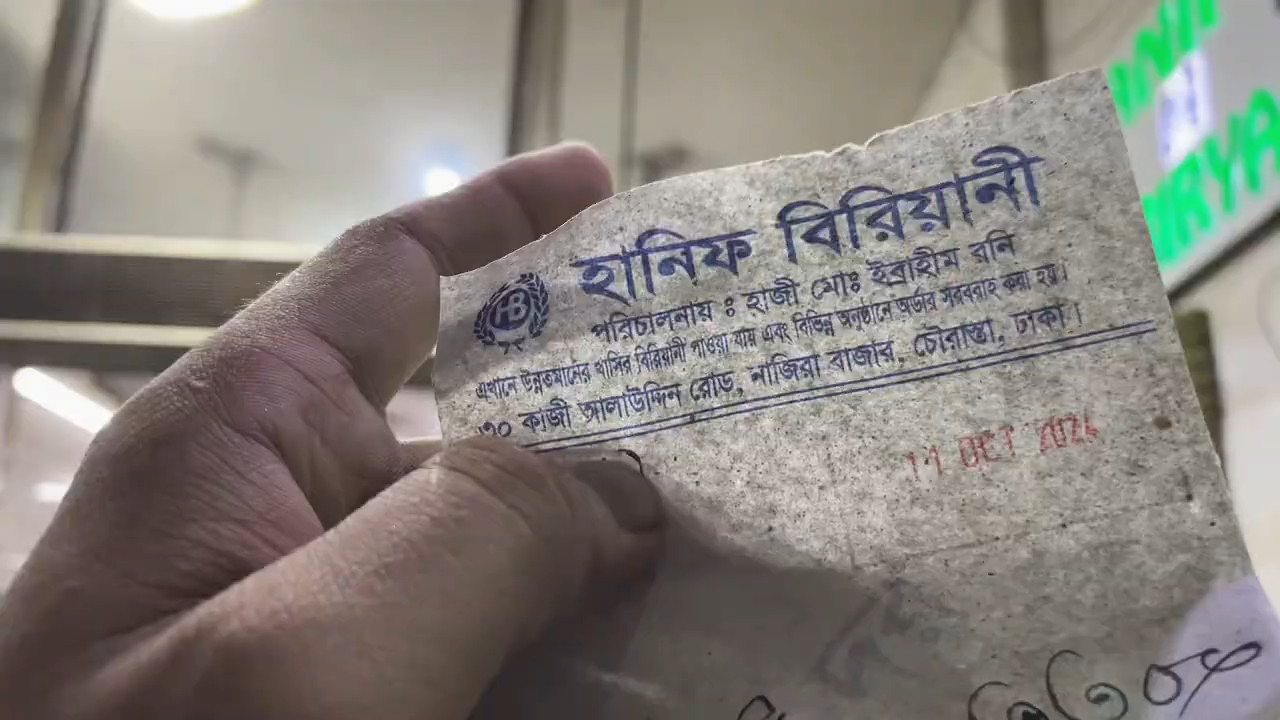 হানিফ বিরিয়ানী
HB
পরিচালনায় ঃ হাজী মোঃ ইব্রাহীম রনি
এখানে উন্নতমানের খাসির বিরিয়ানী পাওয়া যায় এবং বিভিন্ন অনুষ্ঠানে অর্ডার সরবরাহ করা হয়।
৩০ কাজী আলাউদ্দিন রোড, নাজিরা বাজার, চৌরাস্তা, ঢাকা।
11 OCT 2024